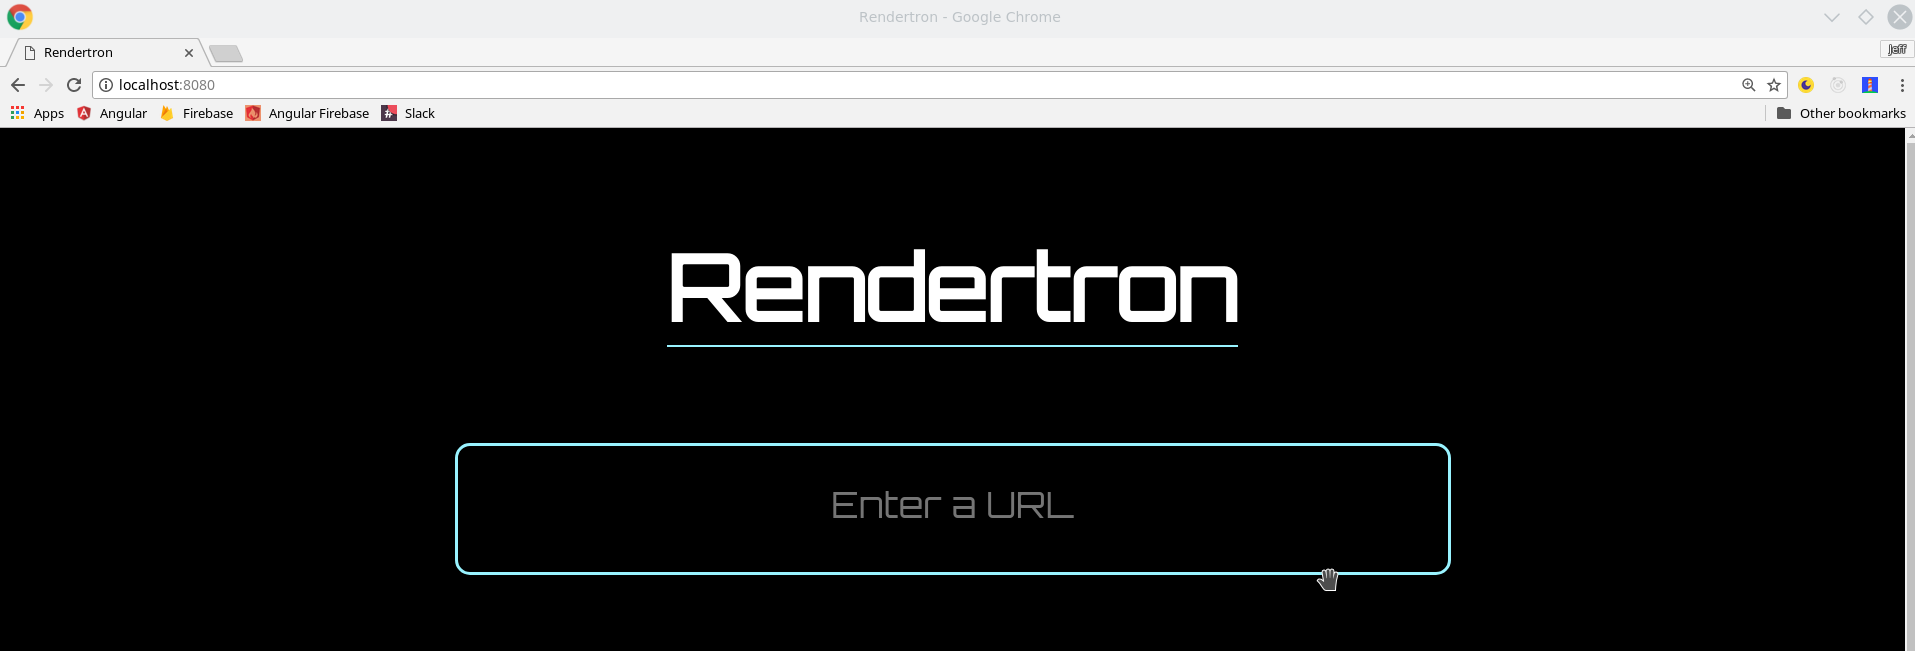 Rendertron - Google Chrome
Rendertron
Jeff
localhost:8080
Apps Angular Firebase Angular Firebase Slack Other bookmarks
Rendertron
Enter a URL